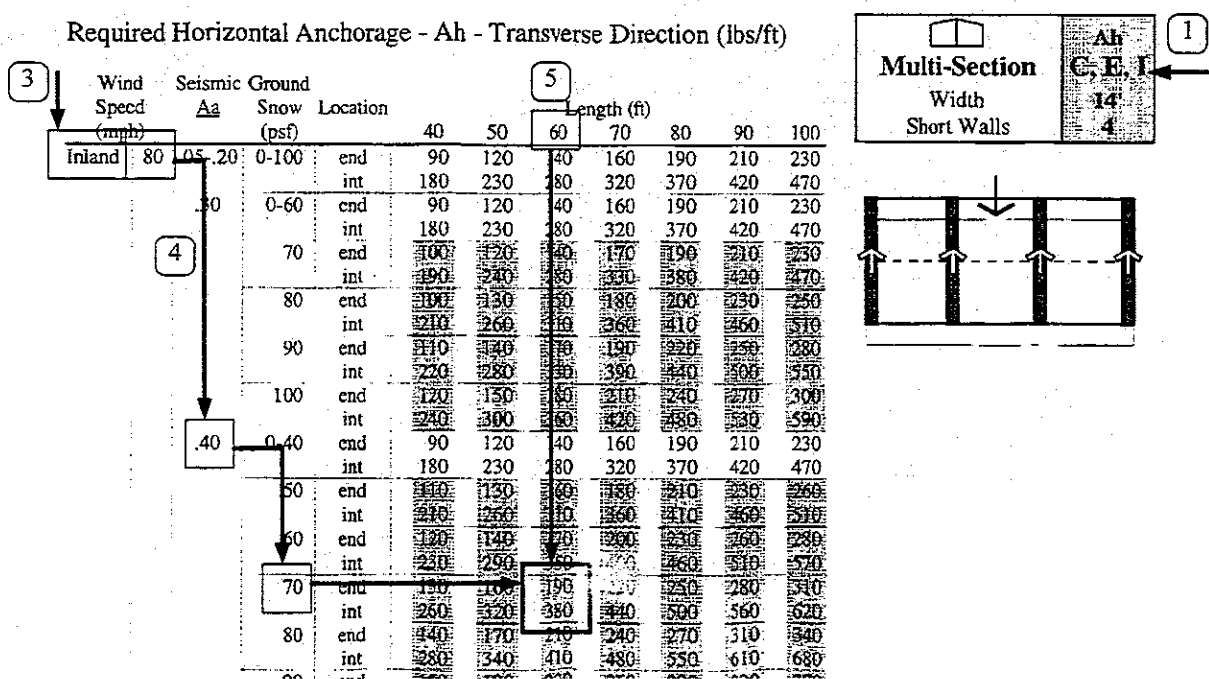 Required Horizontal Anchorage - Ah - Transverse Direction (lbs/ft)
1
Ah
Multi-Section C, E, I
Width 14'
Short Walls 4
3
5
Wind Seismic Ground
Speed Aa Snow Location Length (ft)
(mph) (psf) 40 50 60 70 80 90 100
Inland 80 .05-.20 0-100 end 90 120 140 160 190 210 230
int 180 230 280 320 370 420 470
.30 0-60 end 90 120 140 160 190 210 230
int 180 230 280 320 370 420 470
4
70 end 100 120 140 170 190 210 230
int 190 240 280 330 380 420 470
80 end 100 130 180 200 230 250
int 210 260 360 410 460 510
90 end 110 140 190 220 250 280
int 220 280 390 440 500 550
100 end 120 150 180 210 240 270 300
int 240 300 360 420 480 530 590
.40 0-40 end 90 120 140 160 190 210 230
int 180 230 280 320 370 420 470
50 end 110 130 160 180 210 230 260
int 210 260 360 410 460 510
60 end 120 140 170 200 230 260 280
int 230 290 460 510 570
70 end 130 160 190 250 280 310
int 260 320 380 440 500 560 620
80 end 140 170 210 240 270 310 340
int 280 340 410 480 550 610 680